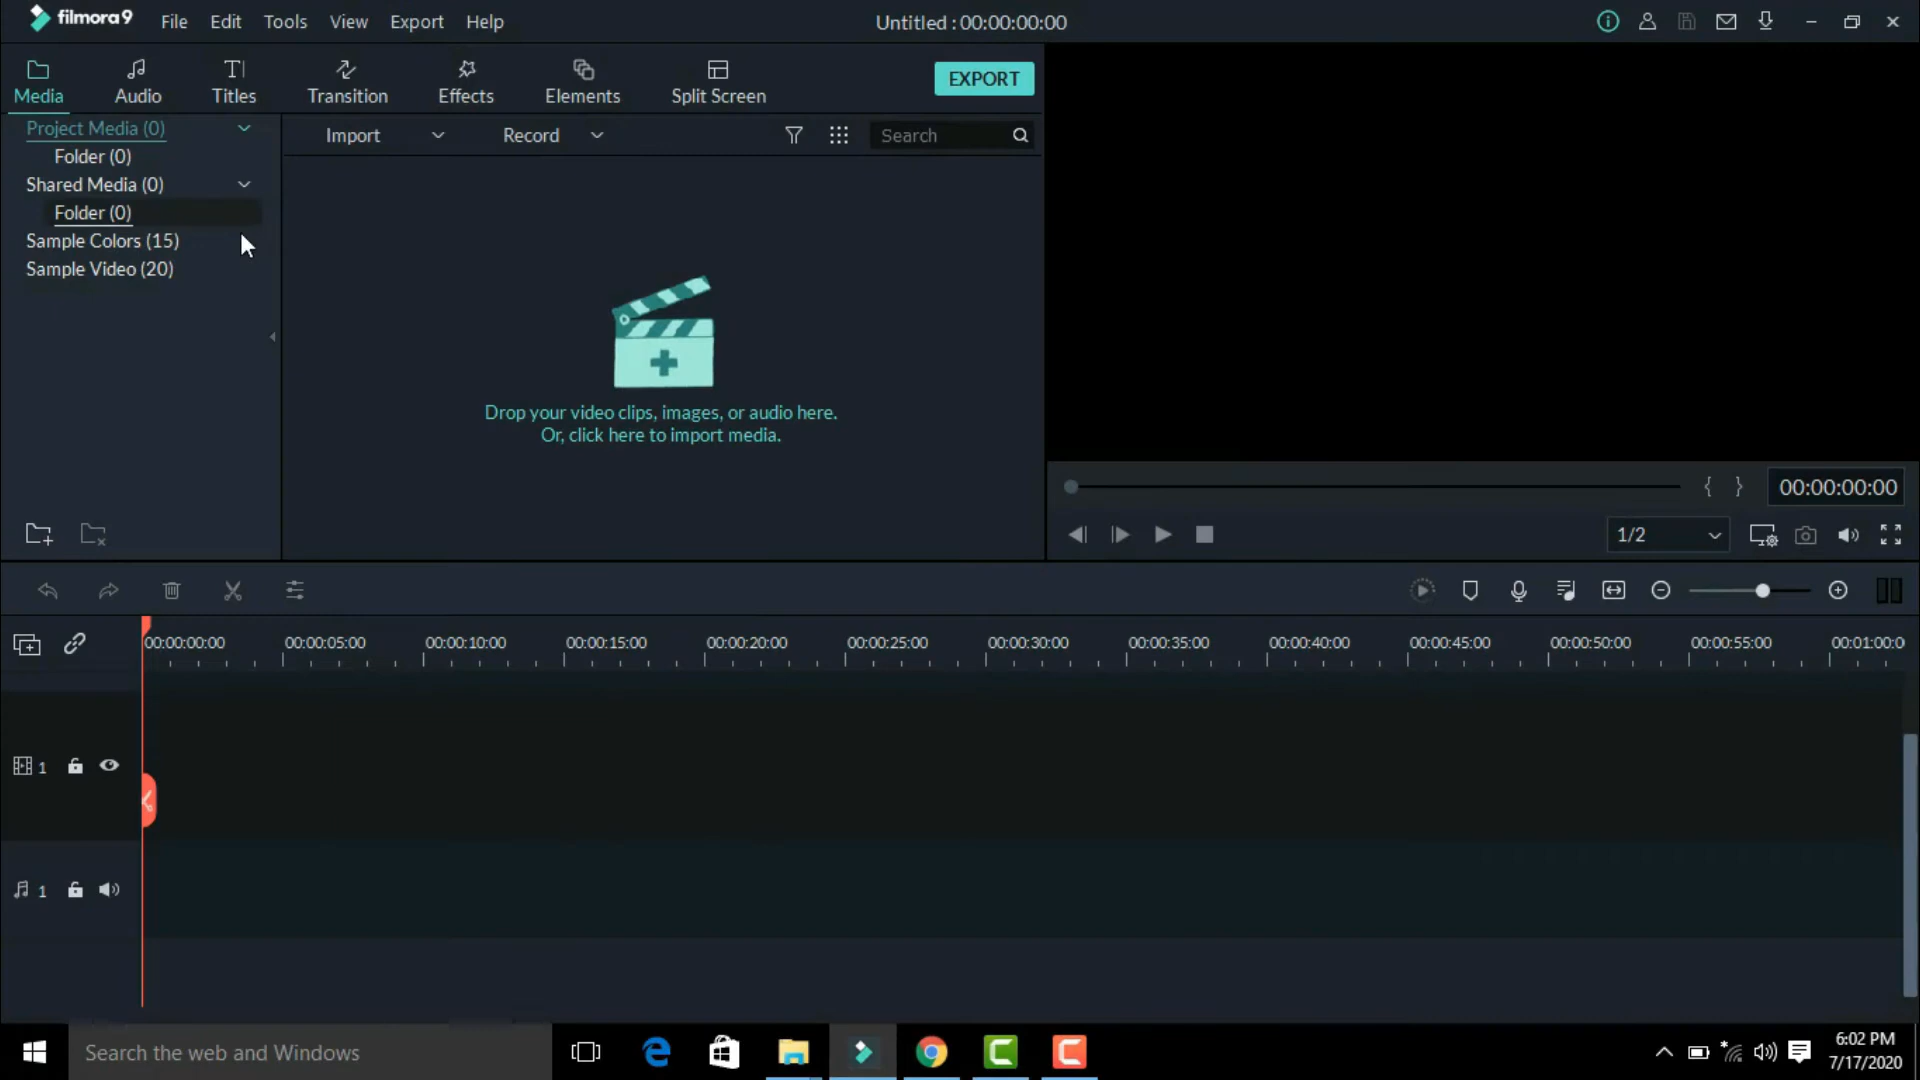 filmora9 File Edit Tools View Export Help Untitled : 00:00:00:00
Media Audio Titles Transition Effects Elements Split Screen EXPORT
Project Media (0)
Folder (0)
Shared Media (0)
Folder (0)
Sample Colors (15)
Sample Video (20)
Import Record Search
Drop your video clips, images, or audio here.
Or, click here to import media.
{ } 00:00:00:00
1/2
00:00:00:00 00:00:05:00 00:00:10:00 00:00:15:00 00:00:20:00 00:00:25:00 00:00:30:00 00:00:35:00 00:00:40:00 00:00:45:00 00:00:50:00 00:00:55:00 00:01:00:0
1
1
Search the web and Windows
6:02 PM
7/17/2020